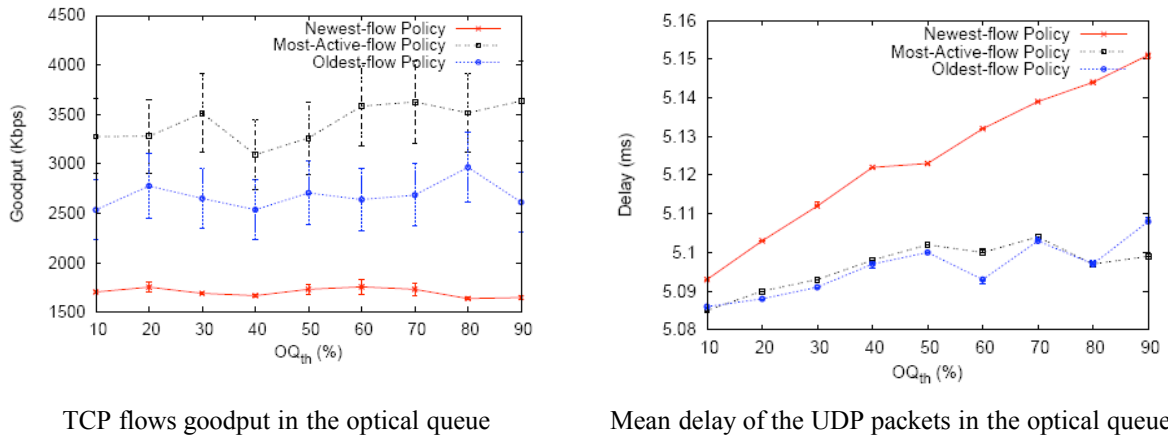 4500
4000
3500
3000
2500
2000
1500
Goodput (Kbps)
Newest-flow Policy
Most-Active-flow Policy
Oldest-flow Policy
10 20 30 40 50 60 70 80 90
OQth (%)
TCP flows goodput in the optical queue
5.16
5.15
5.14
5.13
5.12
5.11
5.1
5.09
5.08
Delay (ms)
Newest-flow Policy
Most-Active-flow Policy
Oldest-flow Policy
10 20 30 40 50 60 70 80 90
OQth (%)
Mean delay of the UDP packets in the optical queue